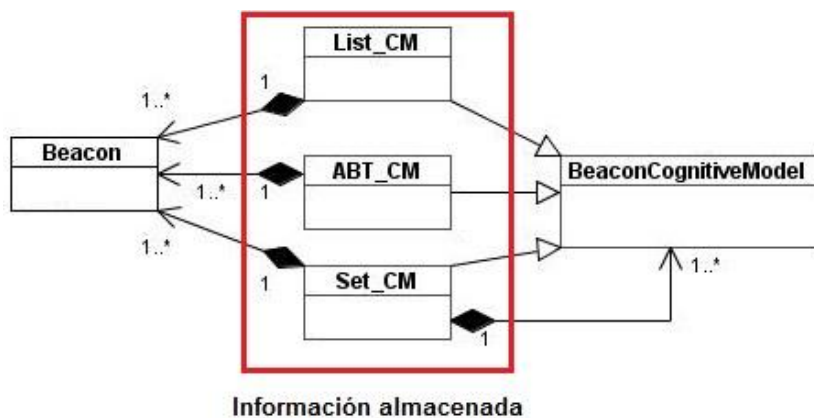 List_CM
1
1..*
Beacon
ABT_CM
BeaconCognitiveModel
1..*
1
1..*
1
Set_CM
1..*
1
Información almacenada